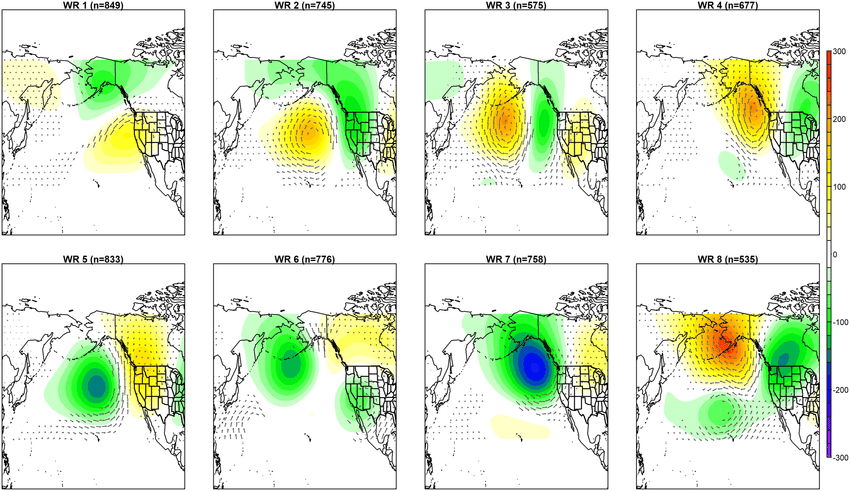 WR 1 (n=849)
WR 2 (n=745)
WR 3 (n=575)
WR 4 (n=677)
300
200
100
0
-100
-200
-300
WR 5 (n=833)
WR 6 (n=776)
WR 7 (n=758)
WR 8 (n=535)